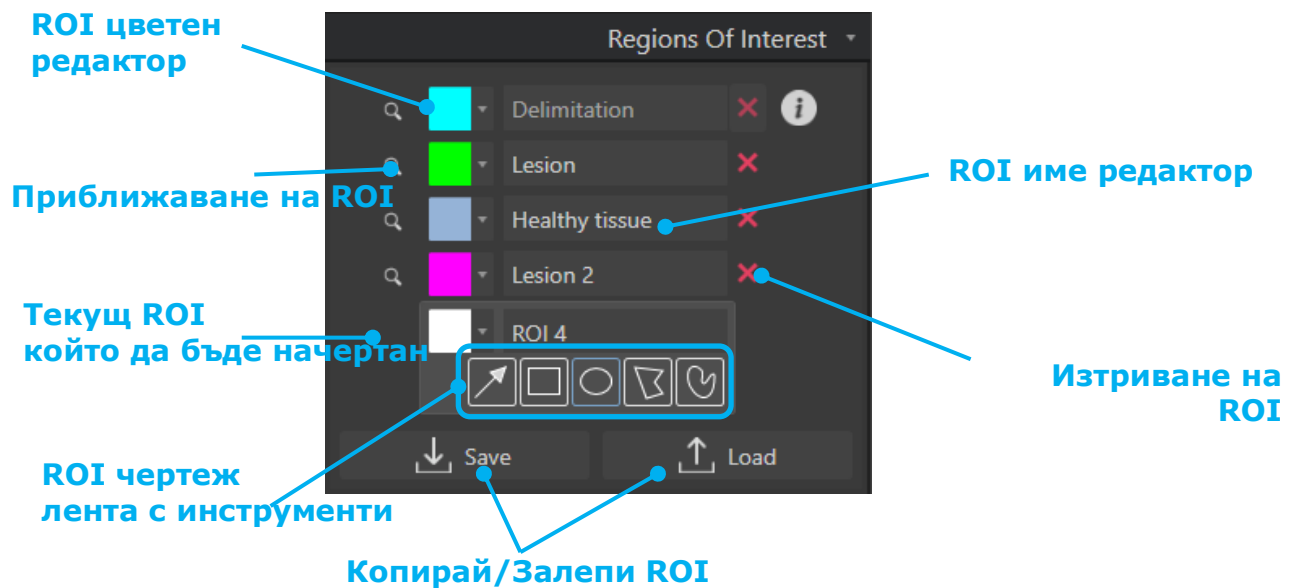 ROI цветен
редактор
Regions Of Interest
Delimitation
i
Lesion
ROI име редактор
Приближаване на ROI
Healthy tissue
Lesion 2
Текущ ROI
който да бъде начертан
ROI 4
Изтриване на
ROI
Save
Load
ROI чертеж
лента с инструменти
Копирай/Залепи ROI